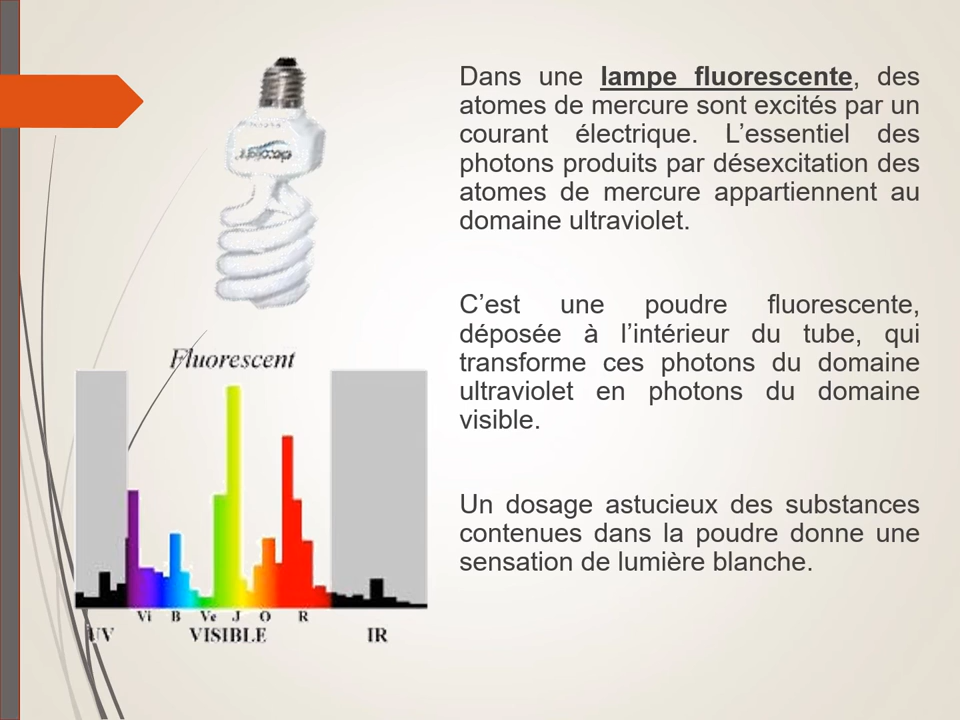 Dans une lampe fluorescente, des
atomes de mercure sont excités par un
courant électrique. L’essentiel des
photons produits par désexcitation des
atomes de mercure appartiennent au
domaine ultraviolet.
C’est une poudre fluorescente,
déposée à l’intérieur du tube, qui
transforme ces photons du domaine
ultraviolet en photons du domaine
visible.
Un dosage astucieux des substances
contenues dans la poudre donne une
sensation de lumière blanche.
Fluorescent
Vi B Ve J O R
UV VISIBLE IR